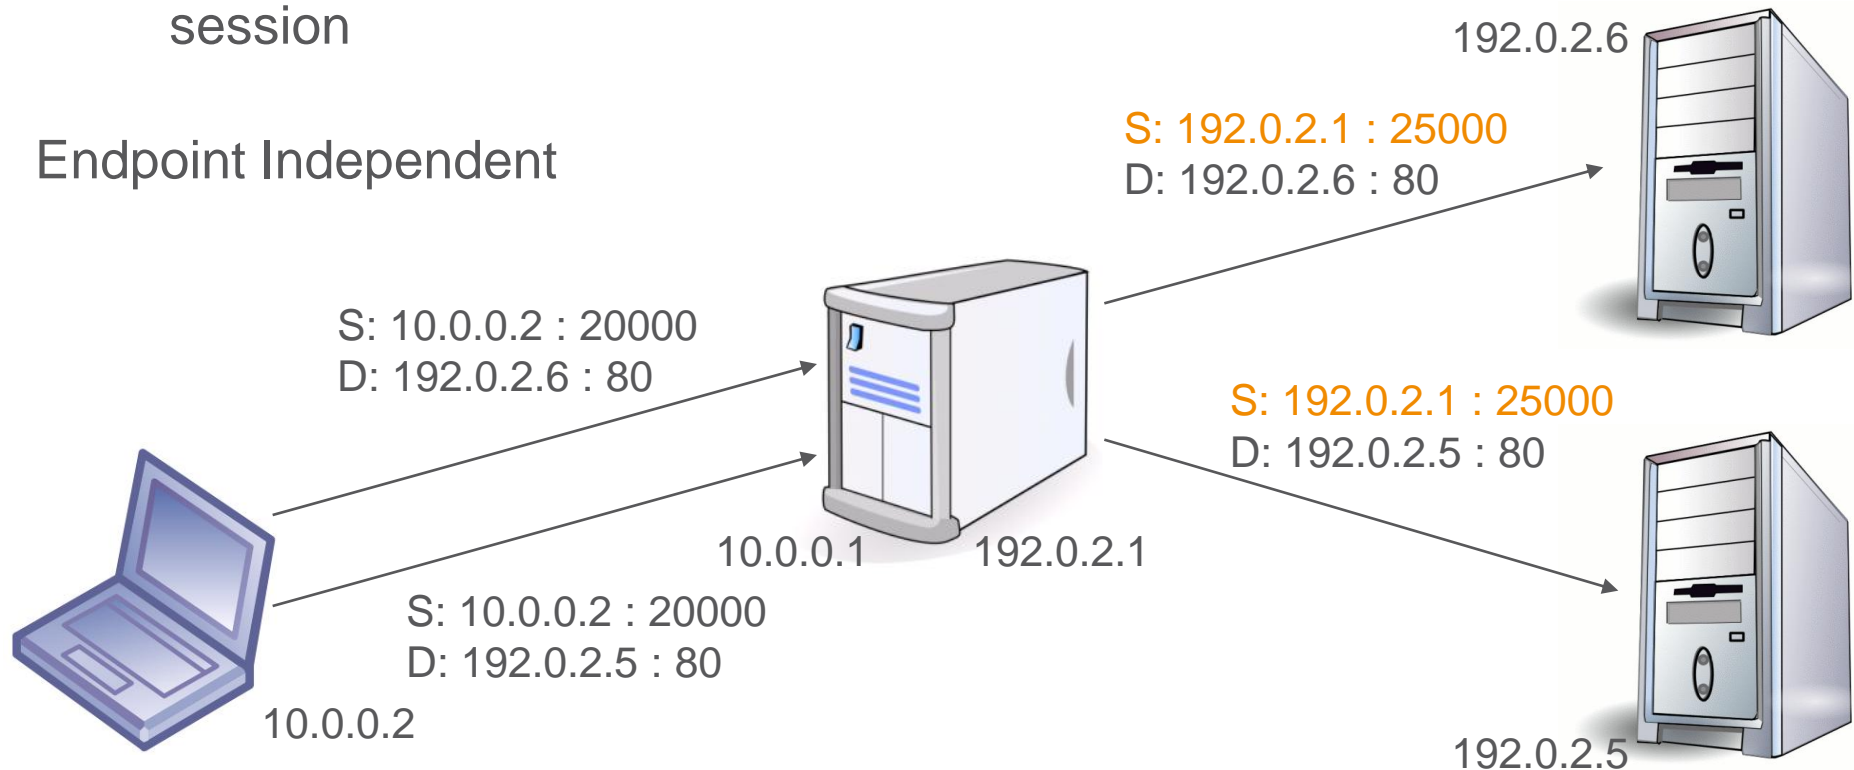 session
192.0.2.6
Endpoint Independent
S: 192.0.2.1 : 25000
D: 192.0.2.6 : 80
S: 10.0.0.2 : 20000
D: 192.0.2.6 : 80
S: 192.0.2.1 : 25000
D: 192.0.2.5 : 80
10.0.0.1
192.0.2.1
S: 10.0.0.2 : 20000
D: 192.0.2.5 : 80
10.0.0.2
192.0.2.5